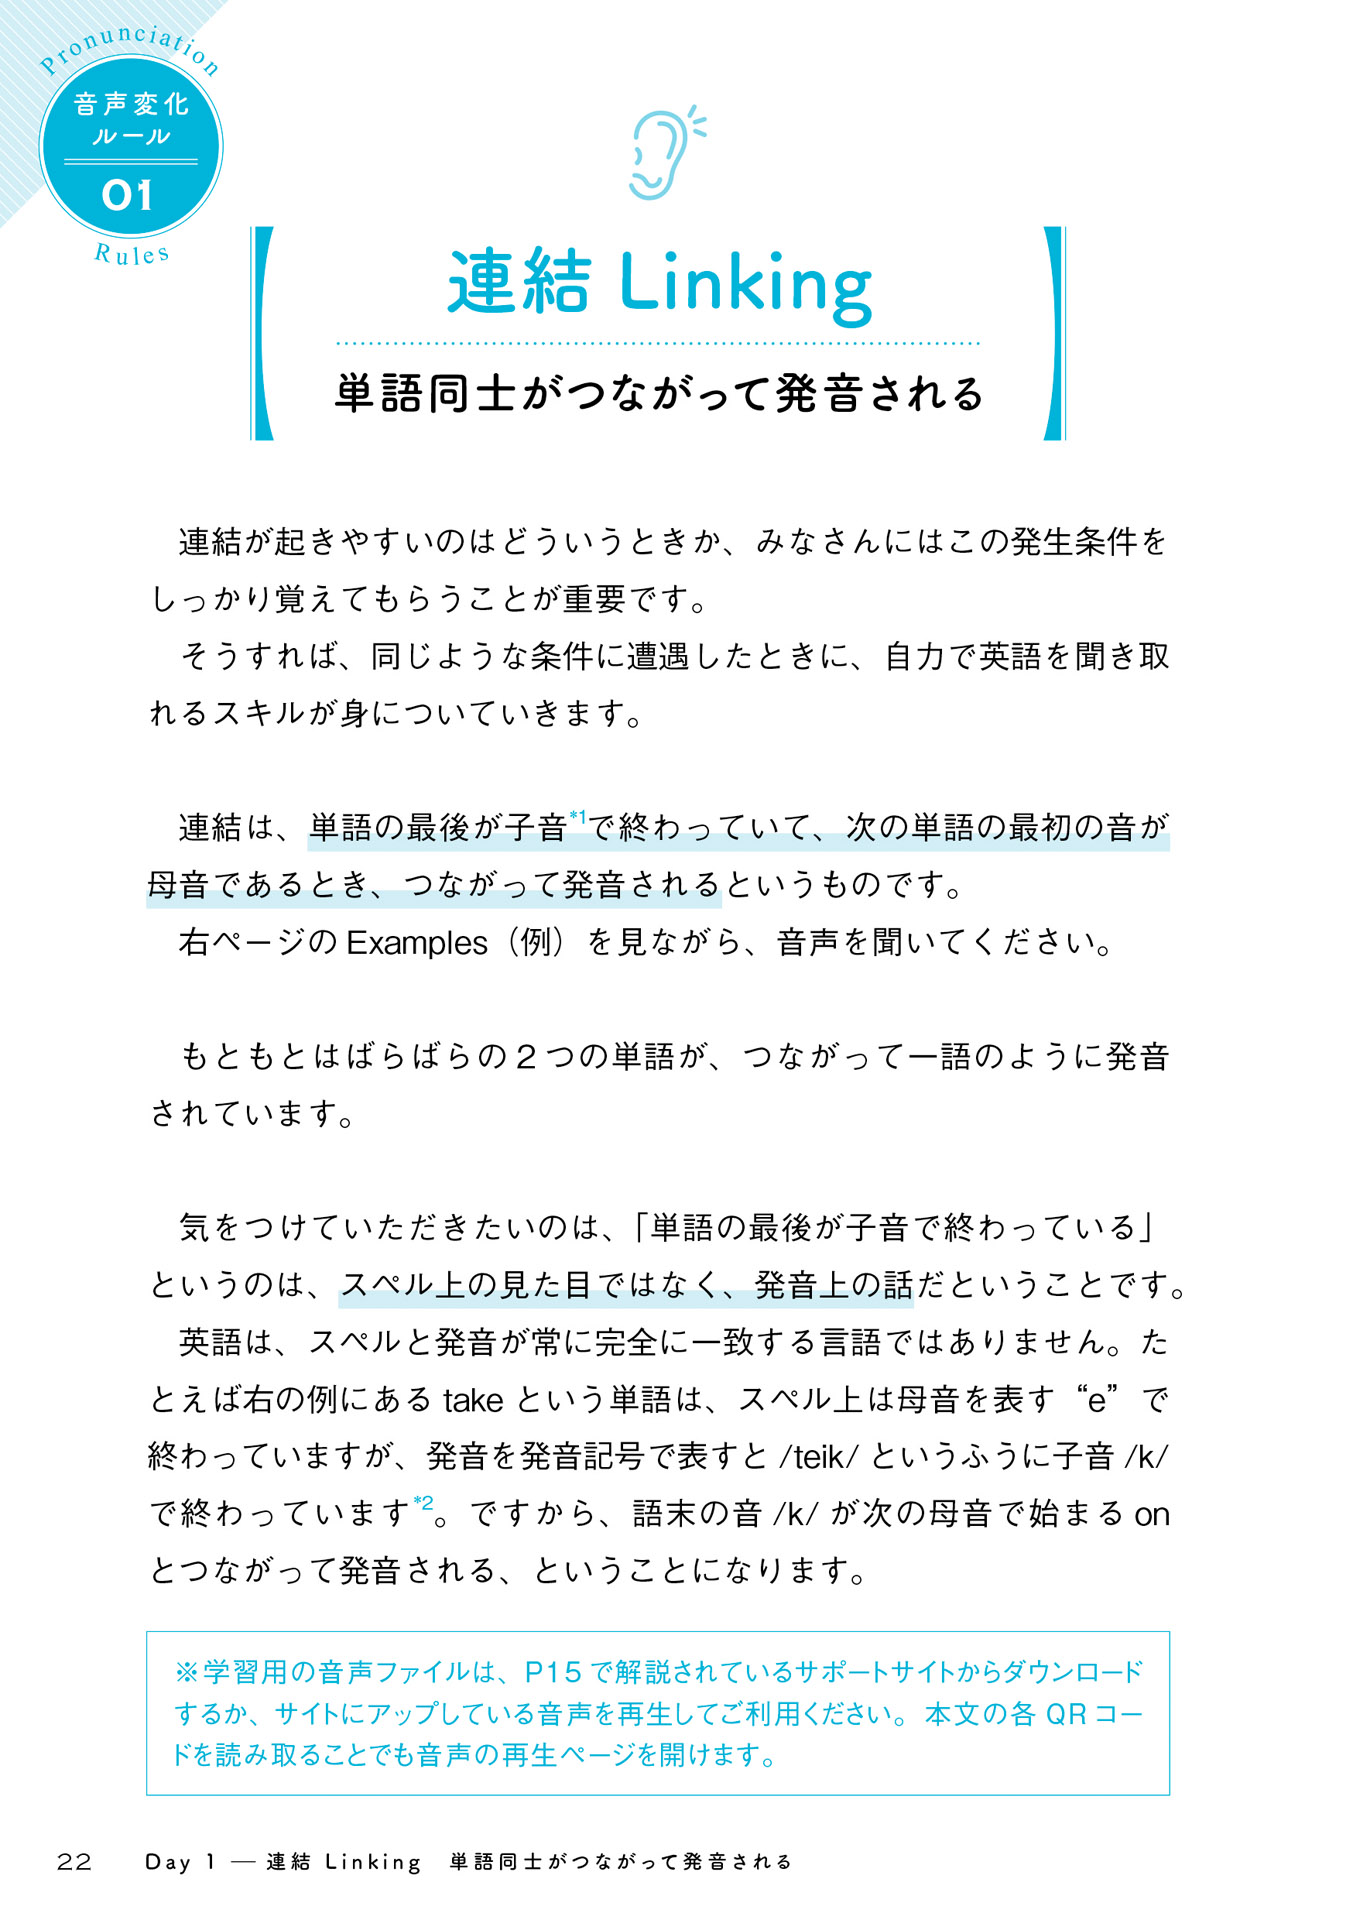 Pronunciation
音声変化
ルール
01
Rules
連結 Linking
単語同士がつながって発音される
連結が起きやすいのはどういうときか、みなさんにはこの発生条件を
しっかり覚えてもらうことが重要です。
そうすれば、同じような条件に遭遇したときに、自力で英語を聞き取
れるスキルが身についていきます。
連結は、単語の最後が子音*1で終わっていて、次の単語の最初の音が
母音であるとき、つながって発音されるというものです。
右ページの Examples（例）を見ながら、音声を聞いてください。
もともとはばらばらの２つの単語が、つながって一語のように発音
されています。
気をつけていただきたいのは、「単語の最後が子音で終わっている」
というのは、スペル上の見た目ではなく、発音上の話だということです。
英語は、スペルと発音が常に完全に一致する言語ではありません。た
とえば右の例にある take という単語は、スペル上は母音を表す “e” で
終わっていますが、発音を発音記号で表すと /teik/ というふうに子音 /k/
で終わっています*2。ですから、語末の音 /k/ が次の母音で始まる on
とつながって発音される、ということになります。
※学習用の音声ファイルは、P15 で解説されているサポートサイトからダウンロード
するか、サイトにアップしている音声を再生してご利用ください。本文の各 QR コー
ドを読み取ることでも音声の再生ページを開けます。
22 Day 1 — 連結 Linking 単語同士がつながって発音される